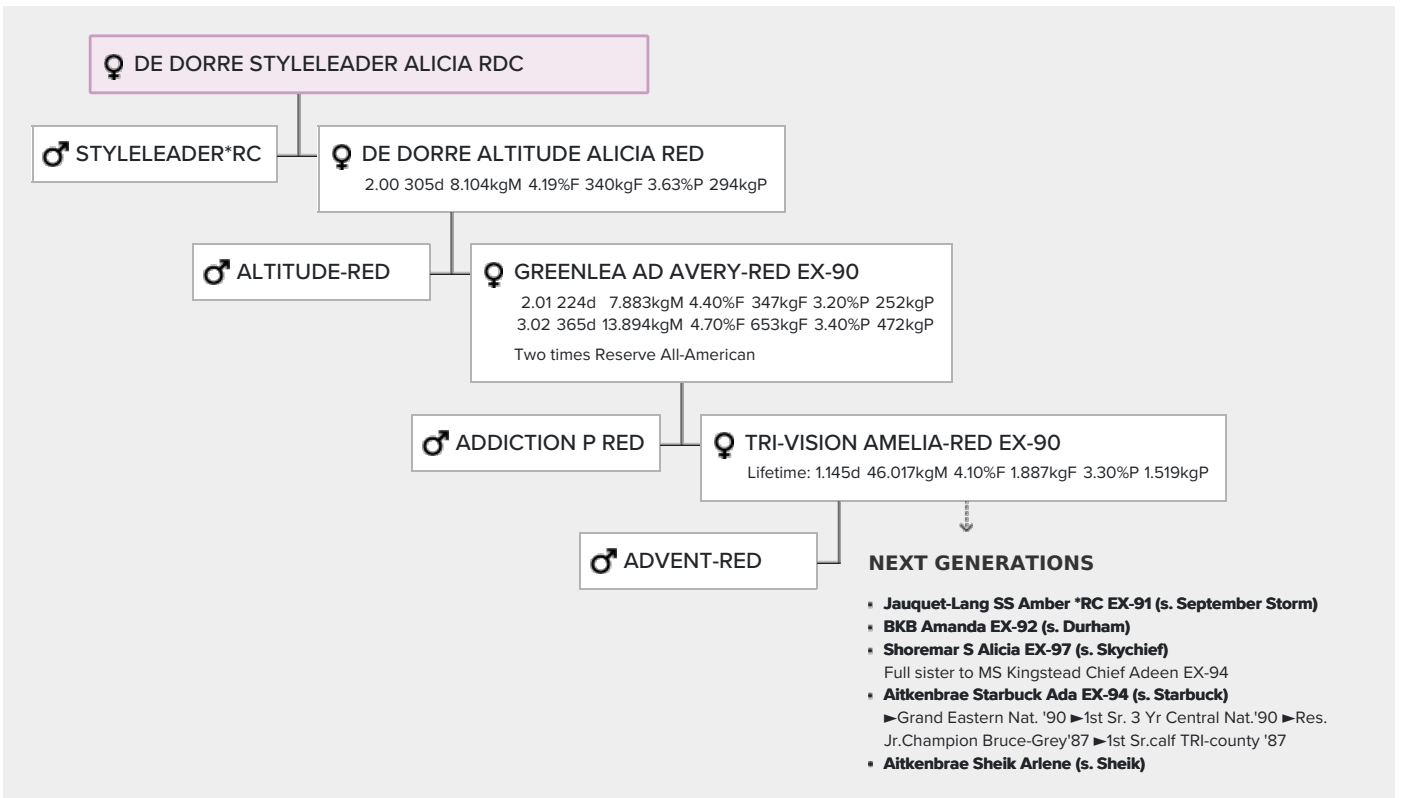 DE DORRE STYLELEADER ALICIA RDC
STYLELEADER*RC
DE DORRE ALTITUDE ALICIA RED
2.00 305d 8.104kgM 4.19%F 340kgF 3.63%P 294kgP
ALTITUDE-RED
GREENLEA AD AVERY-RED EX-90
2.01 224d 7.883kgM 4.40%F 347kgF 3.20%P 252kgP
3.02 365d 13.894kgM 4.70%F 653kgF 3.40%P 472kgP
Two times Reserve All-American
ADDICTION P RED
TRI-VISION AMELIA-RED EX-90
Lifetime: 1.145d 46.017kgM 4.10%F 1.887kgF 3.30%P 1.519kgP
ADVENT-RED
NEXT GENERATIONS
Jauquet-Lang SS Amber *RC EX-91 (s. September Storm)
BKB Amanda EX-92 (s. Durham)
Shoremar S Alicia EX-97 (s. Skychief)
Full sister to MS Kingstead Chief Adeen EX-94
Aitkenbrae Starbuck Ada EX-94 (s. Starbuck)
►Grand Eastern Nat. '90 ►1st Sr. 3 Yr Central Nat.'90 ►Res.
Jr.Champion Bruce-Grey'87 ►1st Sr.calf TRI-county '87
Aitkenbrae Sheik Arlene (s. Sheik)